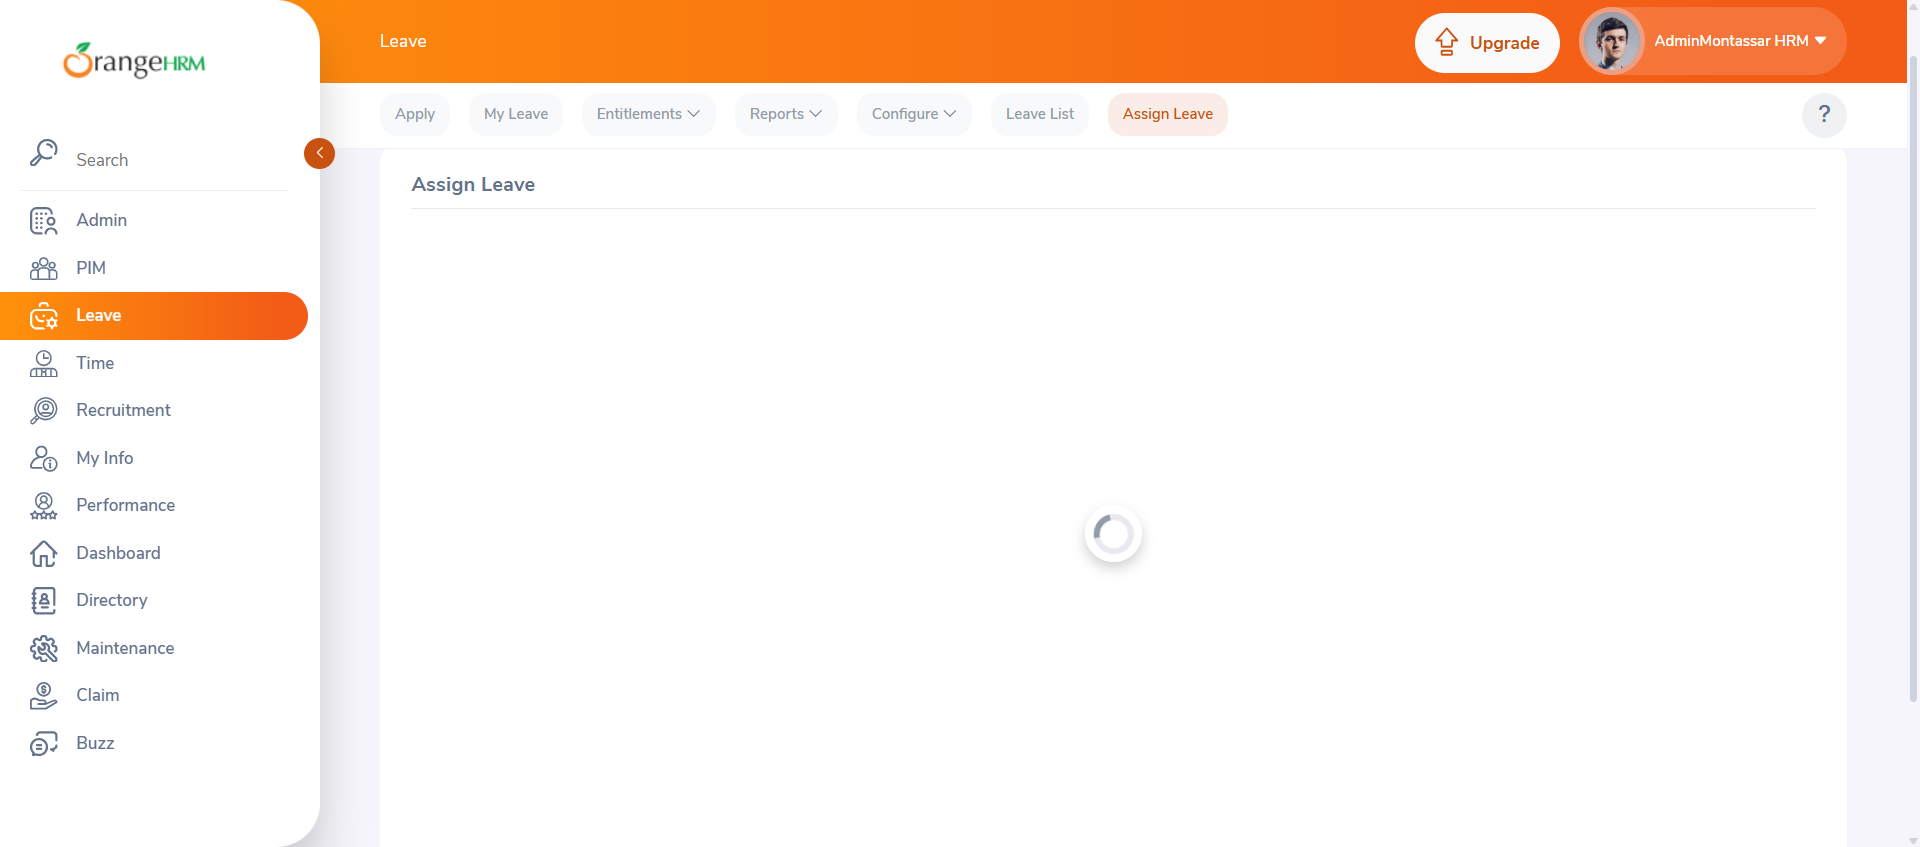 OrangeHRM
Leave
Upgrade
AdminMontassar HRM
Apply
My Leave
Entitlements
Reports
Configure
Leave List
Assign Leave
?
Search
Assign Leave
Admin
PIM
Leave
Time
Recruitment
My Info
Performance
Dashboard
Directory
Maintenance
Claim
Buzz